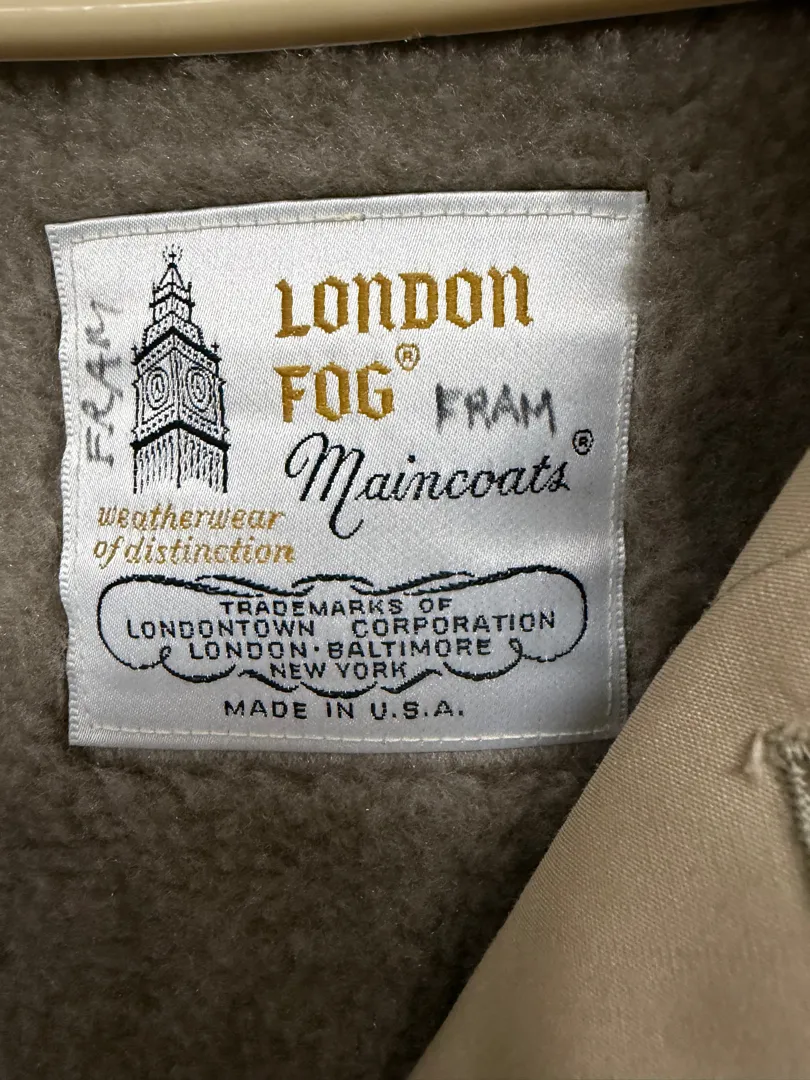 FRAM
LONDON
FOG®
FRAM
Maincoats®
weatherwear
of distinction
TRADEMARKS OF
LONDONTOWN CORPORATION
LONDON·BALTIMORE
NEW YORK
MADE IN U.S.A.